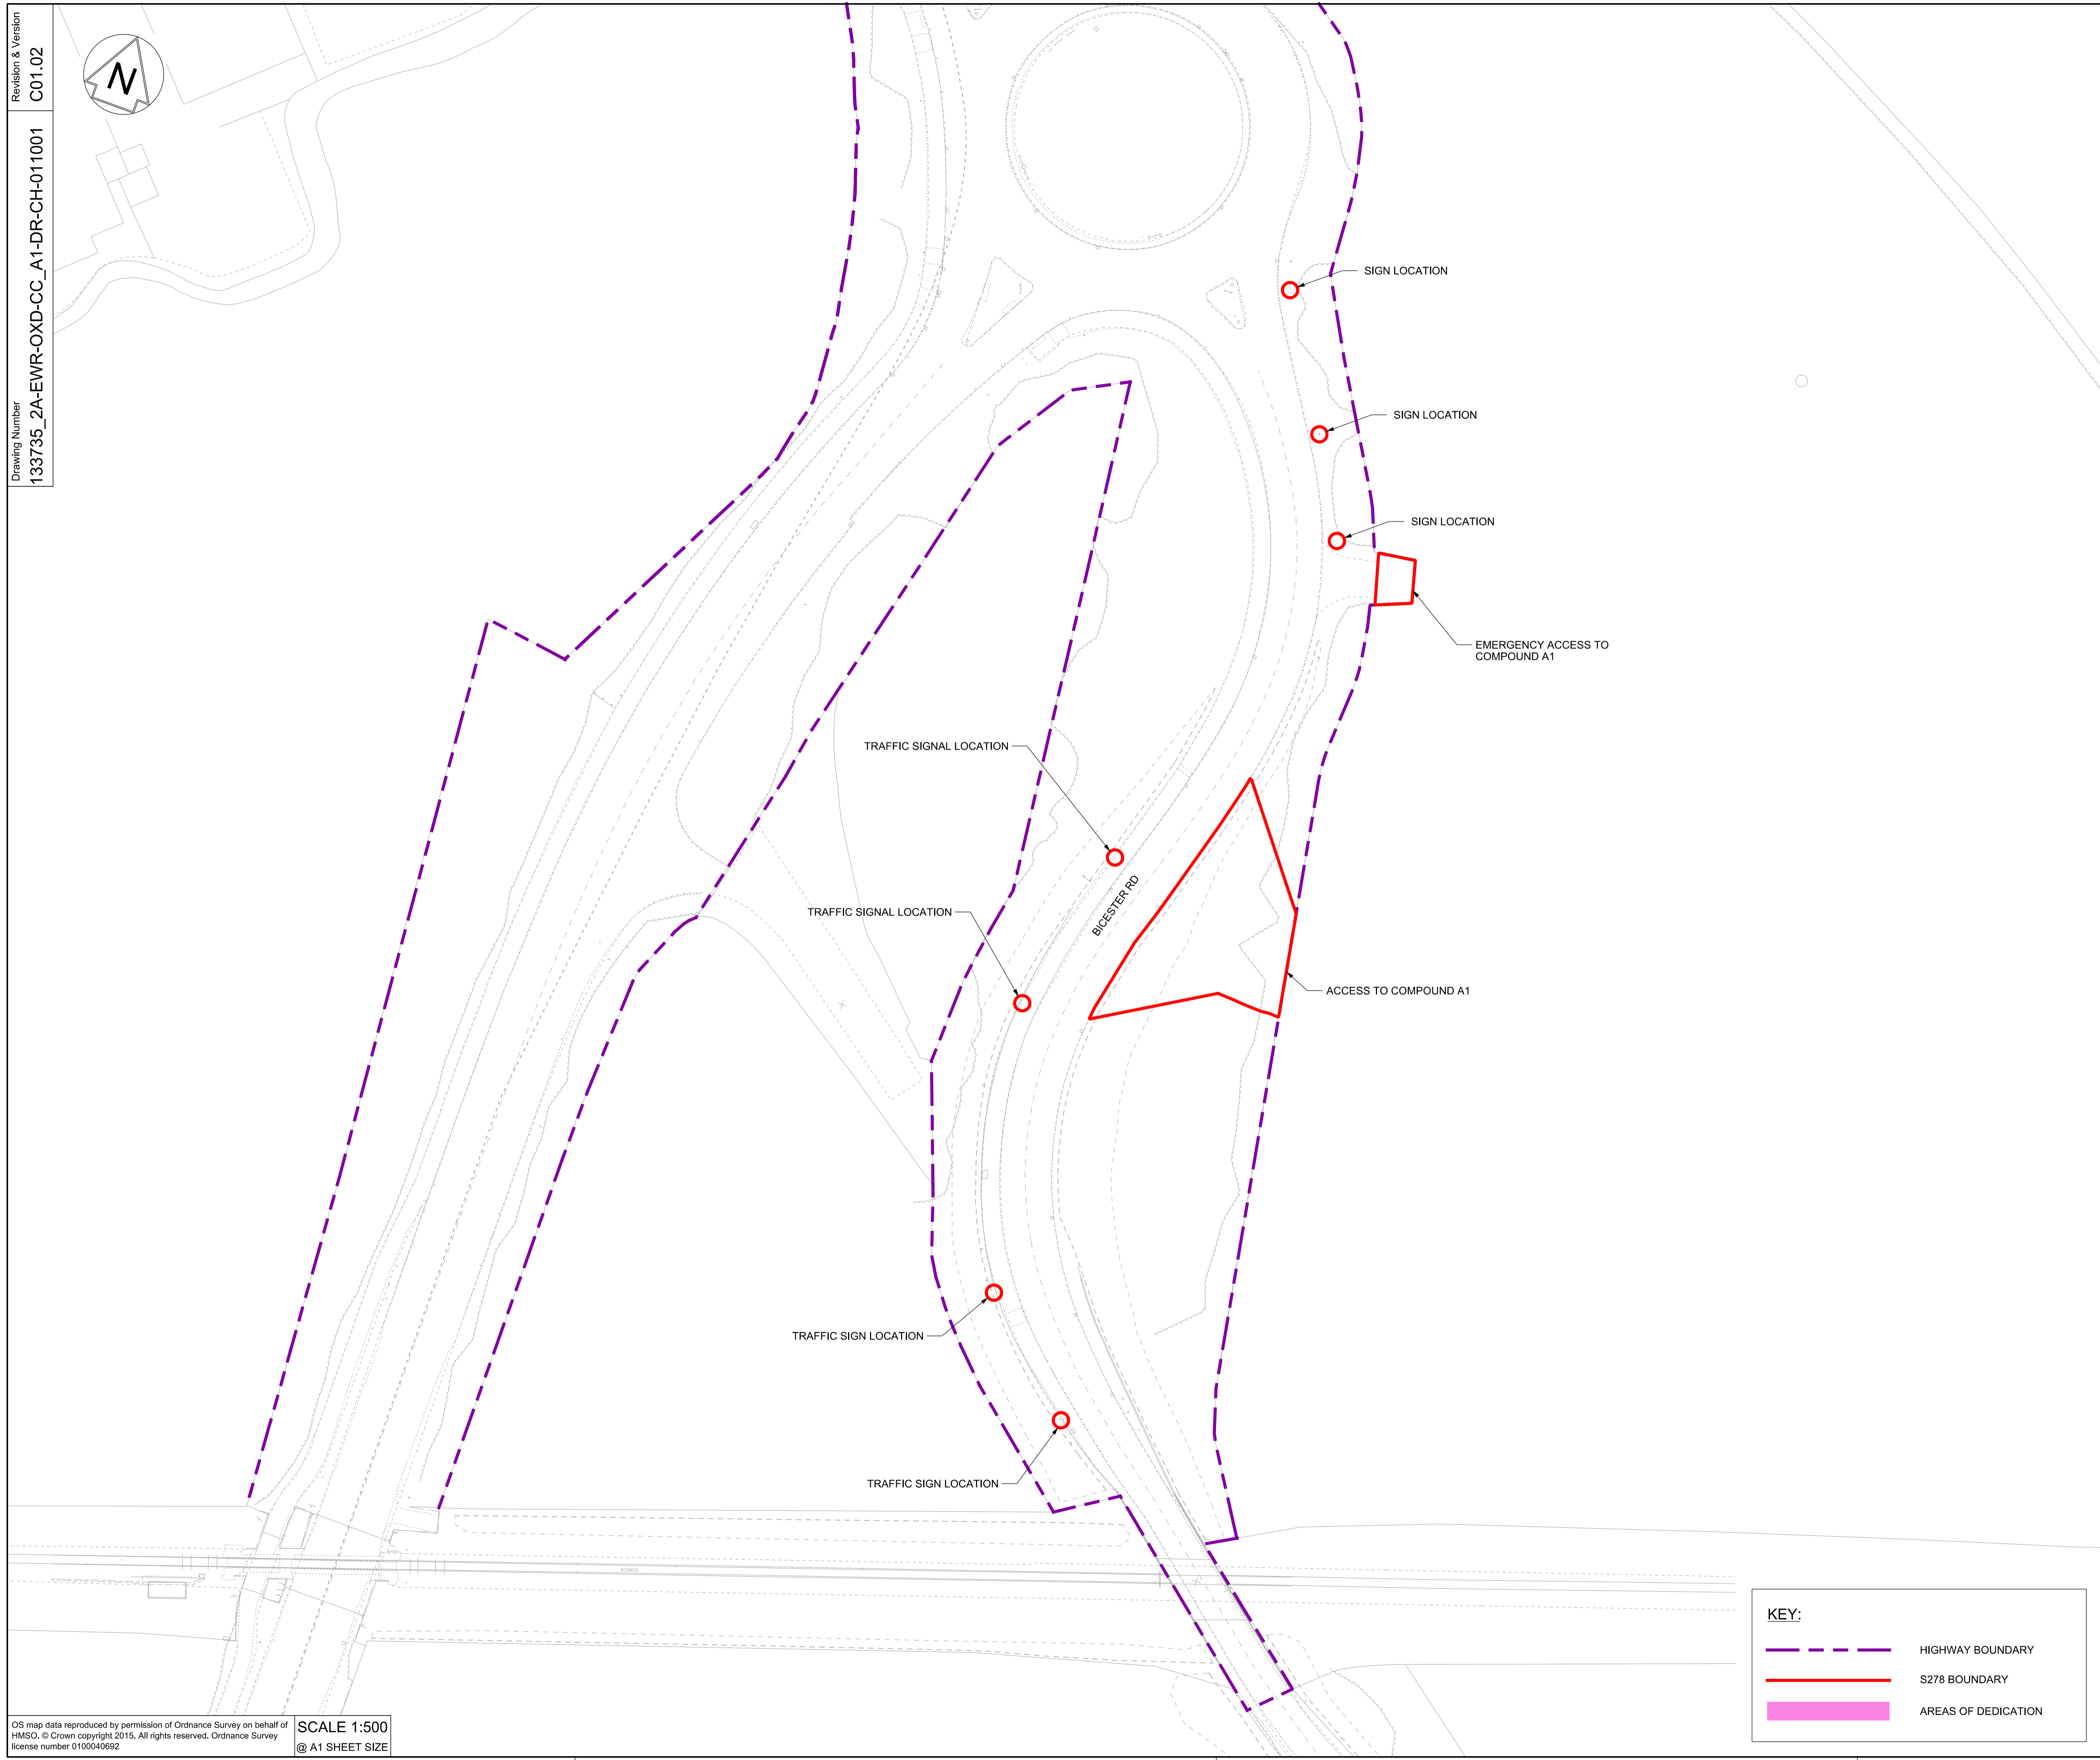 Revision & Version
C01.02
Drawing Number
133735_2A-EWR-OXD-CC_A1-DR-CH-011001
N
SIGN LOCATION
SIGN LOCATION
SIGN LOCATION
EMERGENCY ACCESS TO
COMPOUND A1
TRAFFIC SIGNAL LOCATION
BICESTER RD
TRAFFIC SIGNAL LOCATION
ACCESS TO COMPOUND A1
TRAFFIC SIGN LOCATION
TRAFFIC SIGN LOCATION
KEY:
HIGHWAY BOUNDARY
S278 BOUNDARY
AREAS OF DEDICATION
OS map data reproduced by permission of Ordnance Survey on behalf of
HMSO. © Crown copyright 2015. All rights reserved. Ordnance Survey
license number 0100040692
SCALE 1:500
@ A1 SHEET SIZE